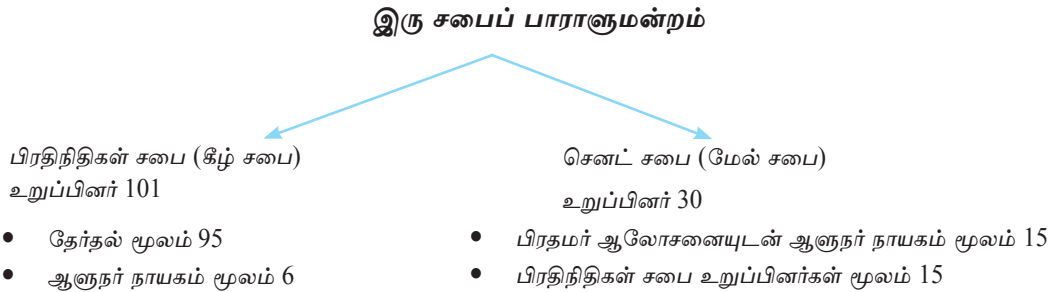 இரு சபைப் பாராளுமன்றம்
பிரதிநிதிகள் சபை (கீழ் சபை)
உறுப்பினர் 101
• தேர்தல் மூலம் 95
• ஆளுநர் நாயகம் மூலம் 6
செனட் சபை (மேல் சபை)
உறுப்பினர் 30
• பிரதமர் ஆலோசனையுடன் ஆளுநர் நாயகம் மூலம் 15
• பிரதிநிதிகள் சபை உறுப்பினர்கள் மூலம் 15